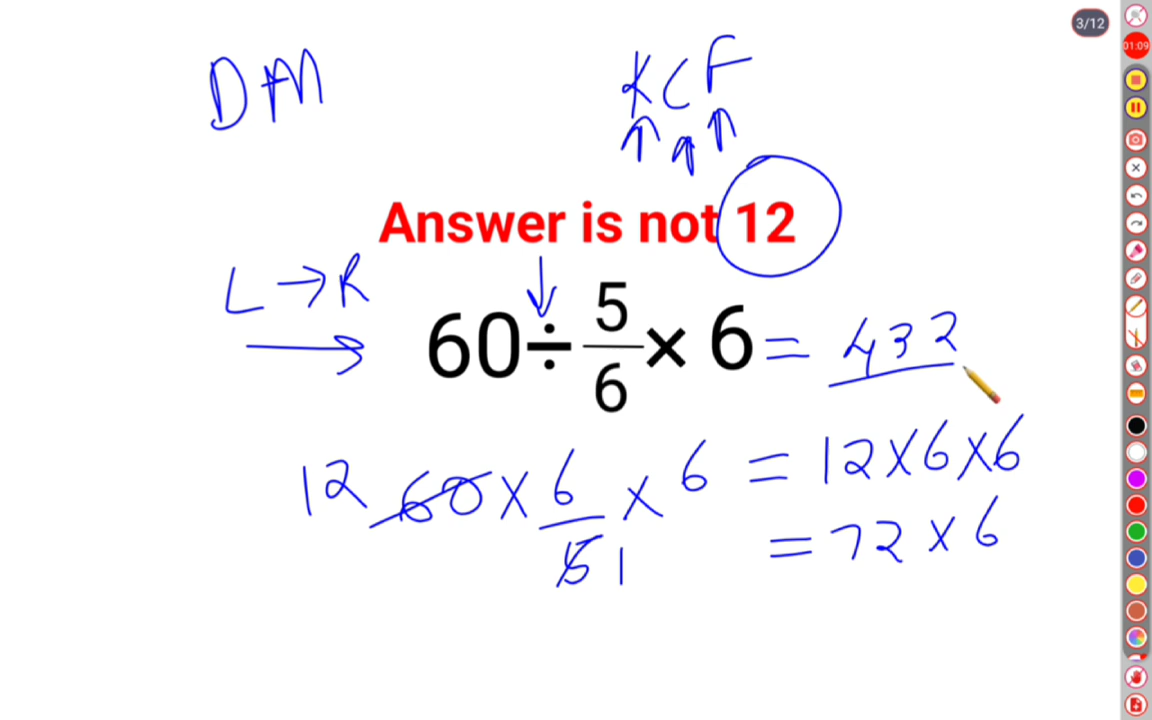 3/12
01:09
DM
KCF
Answer is not 12
L → R
60 ÷ 5/6 × 6 = 432
12 60 × 6/5 1 × 6 = 12 × 6 × 6
= 72 × 6